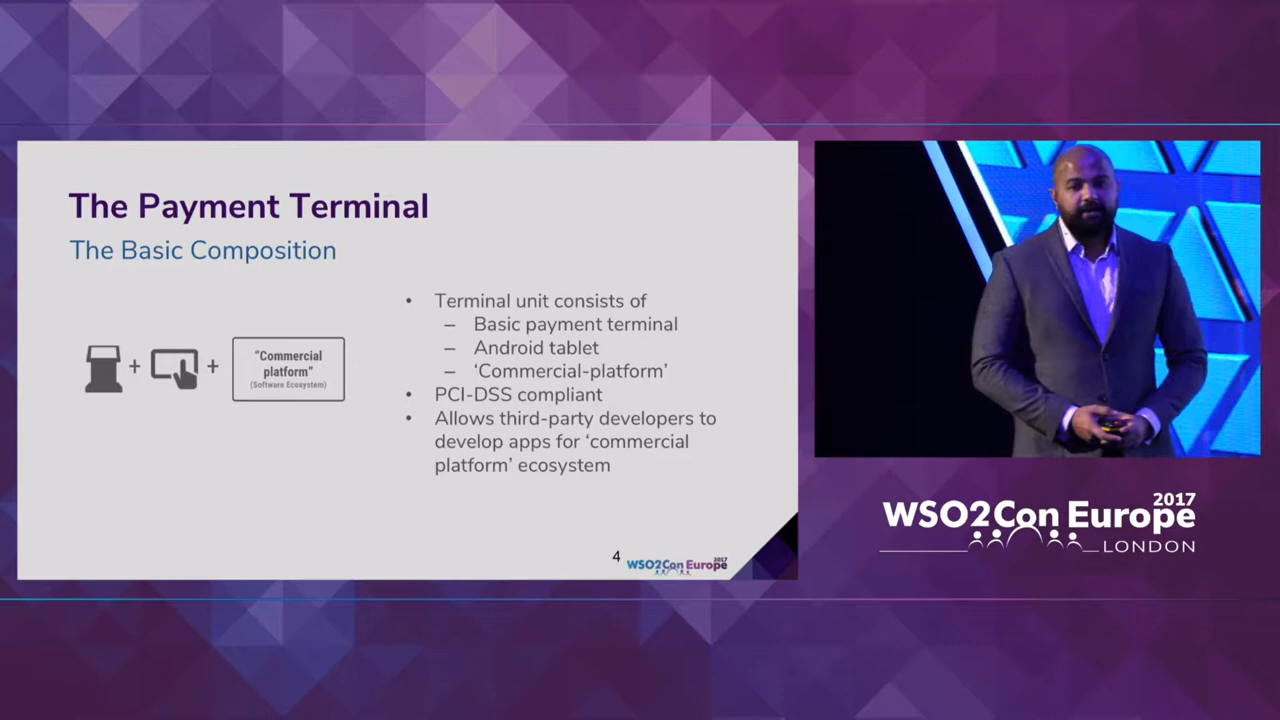 The Payment Terminal
The Basic Composition
+
+
“Commercial
platform”
(Software Ecosystem)
• Terminal unit consists of
– Basic payment terminal
– Android tablet
– ‘Commercial-platform’
• PCI-DSS compliant
• Allows third-party developers to
develop apps for ‘commercial
platform’ ecosystem
4
WSO2Con Europe 2017
WSO2Con Europe 2017
LONDON